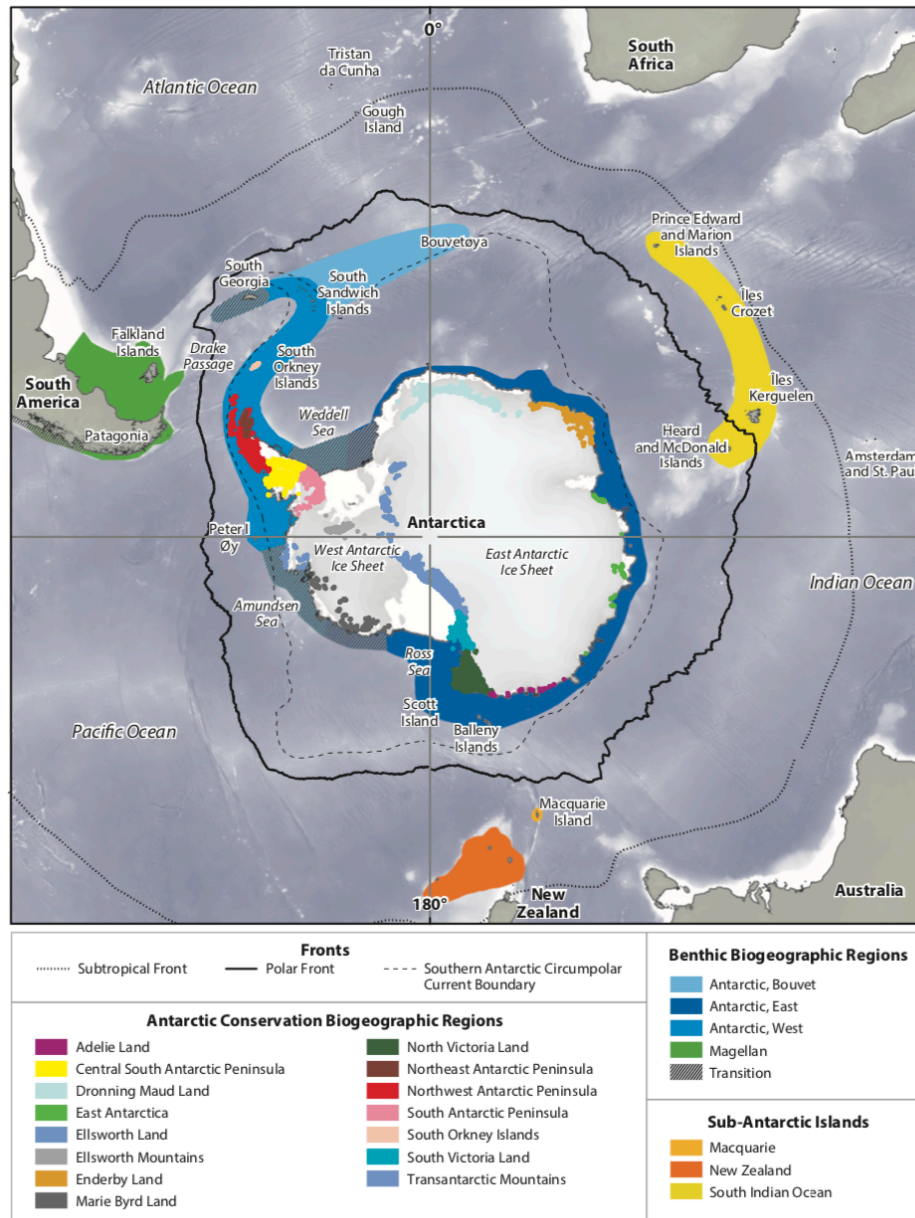 0°
South
Africa
Tristan
da Cunha
Atlantic Ocean
Gough
Island
Prince Edward
and Marion
Islands
Bouvetøya
South
Georgia
South
Sandwich
Islands
Îles
Crozet
Falkland
Islands
Drake
Passage
South
Orkney
Islands
South
America
Îles
Kerguelen
Weddell
Sea
Patagonia
Heard
and McDonald
Islands
Amsterdam
and St. Pau
Antarctica
Peter I
Øy
West Antarctic
Ice Sheet
East Antarctic
Ice Sheet
Indian Ocean
Amundsen
Sea
Ross
Sea
Scott
Island
Balleny
Islands
Pacific Ocean
Macquarie
Island
180°
New
Zealand
Australia
Fronts
Subtropical Front
Polar Front
Southern Antarctic Circumpolar
Current Boundary
Antarctic Conservation Biogeographic Regions
Adelie Land
Central South Antarctic Peninsula
Dronning Maud Land
East Antarctica
Ellsworth Land
Ellsworth Mountains
Enderby Land
Marie Byrd Land
North Victoria Land
Northeast Antarctic Peninsula
Northwest Antarctic Peninsula
South Antarctic Peninsula
South Orkney Islands
South Victoria Land
Transantarctic Mountains
Benthic Biogeographic Regions
Antarctic, Bouvet
Antarctic, East
Antarctic, West
Magellan
Transition
Sub-Antarctic Islands
Macquarie
New Zealand
South Indian Ocean